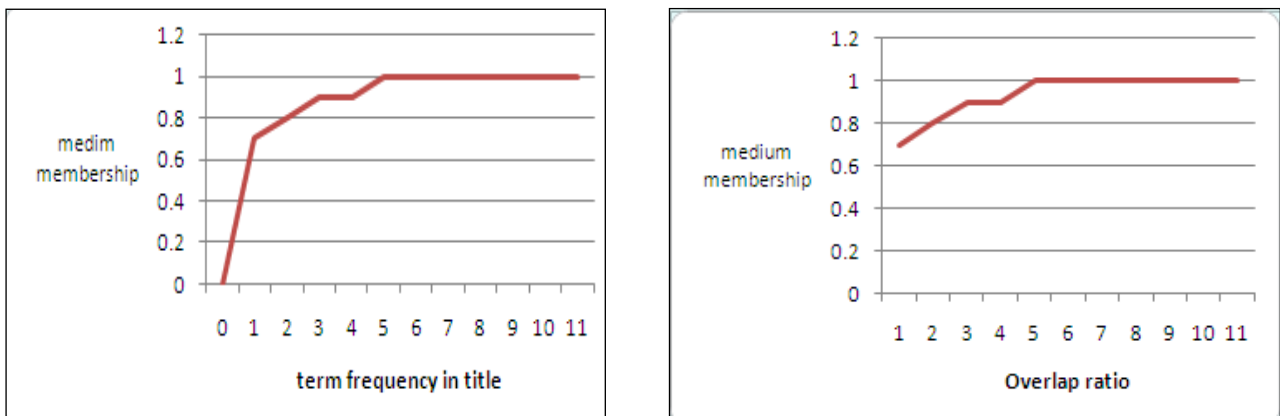 1.2
1
0.8
0.6
0.4
0.2
0
medim
membership
0 1 2 3 4 5 6 7 8 9 10 11
term frequency in title
1.2
1
0.8
0.6
0.4
0.2
0
medium
membership
1 2 3 4 5 6 7 8 9 10 11
Overlap ratio